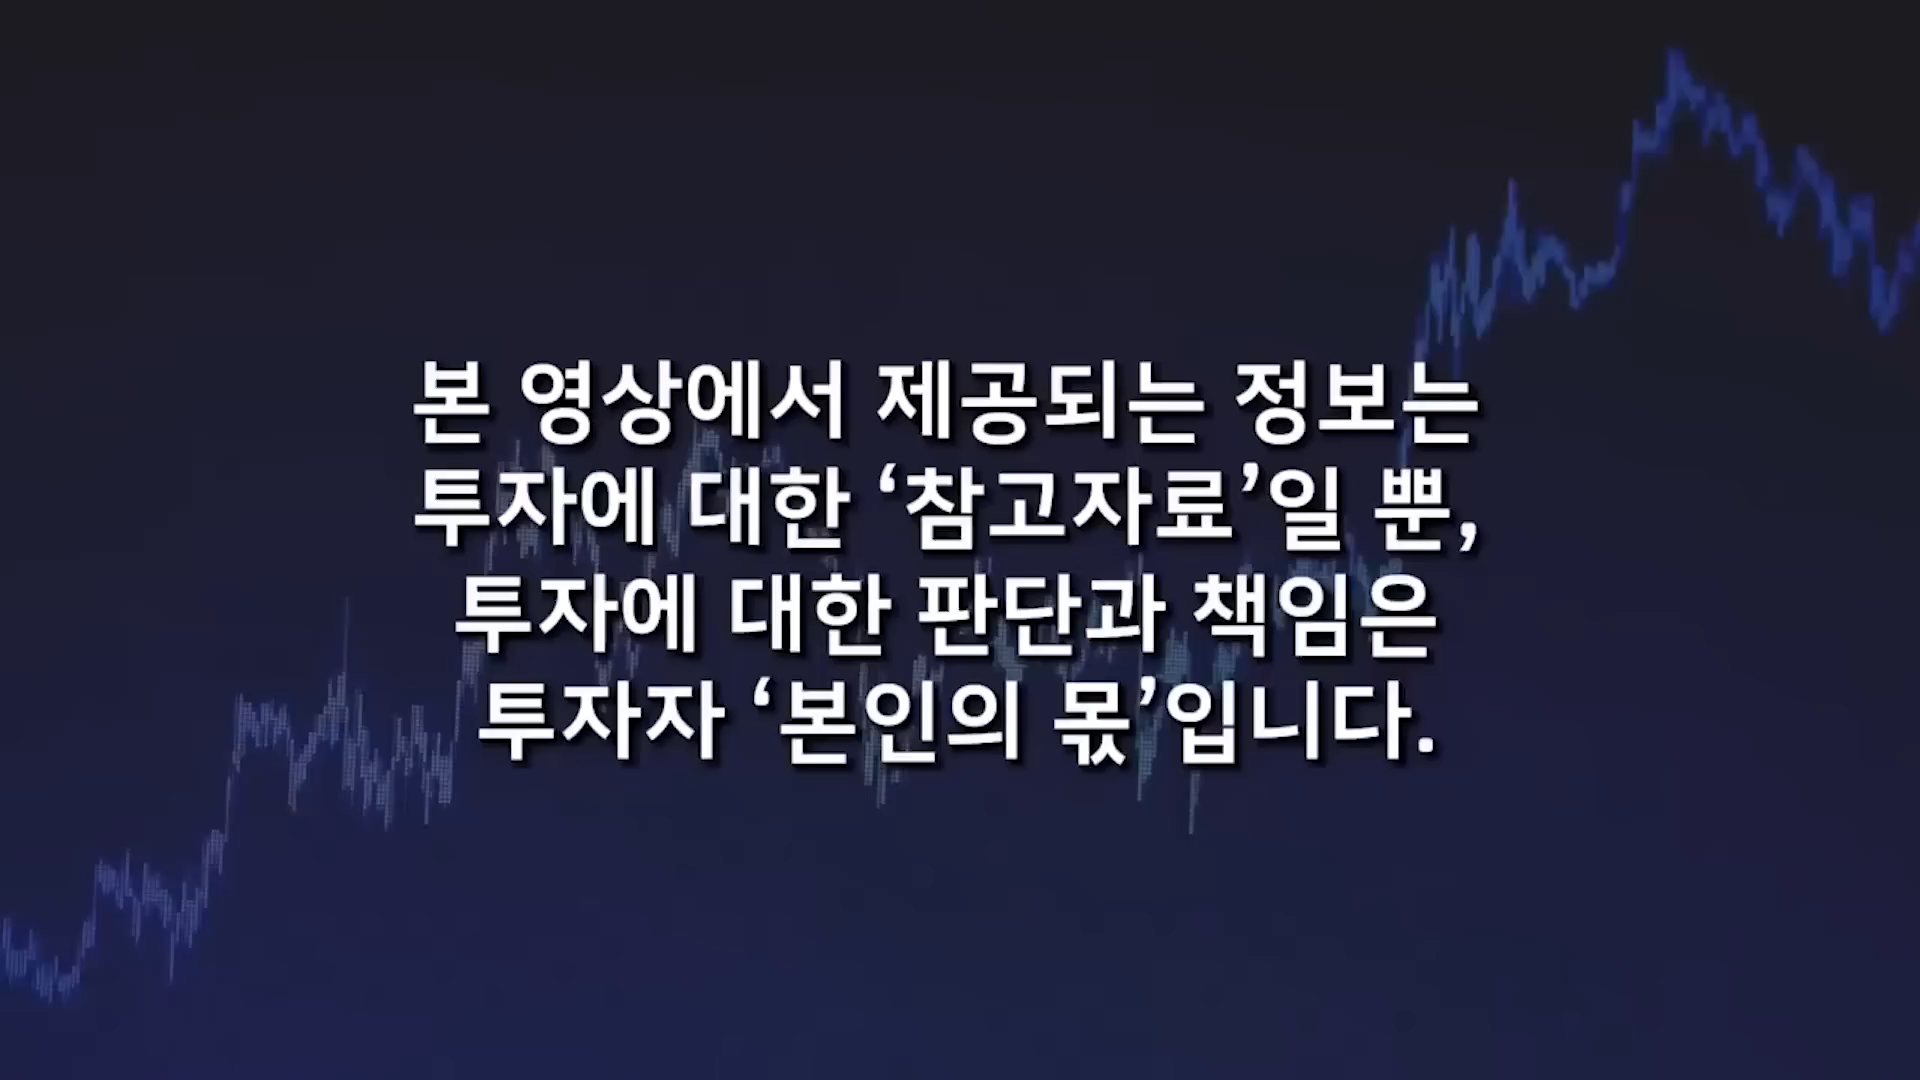 본 영상에서 제공되는 정보는
투자에 대한 ‘참고자료’일 뿐,
투자에 대한 판단과 책임은
투자자 ‘본인의 몫’입니다.